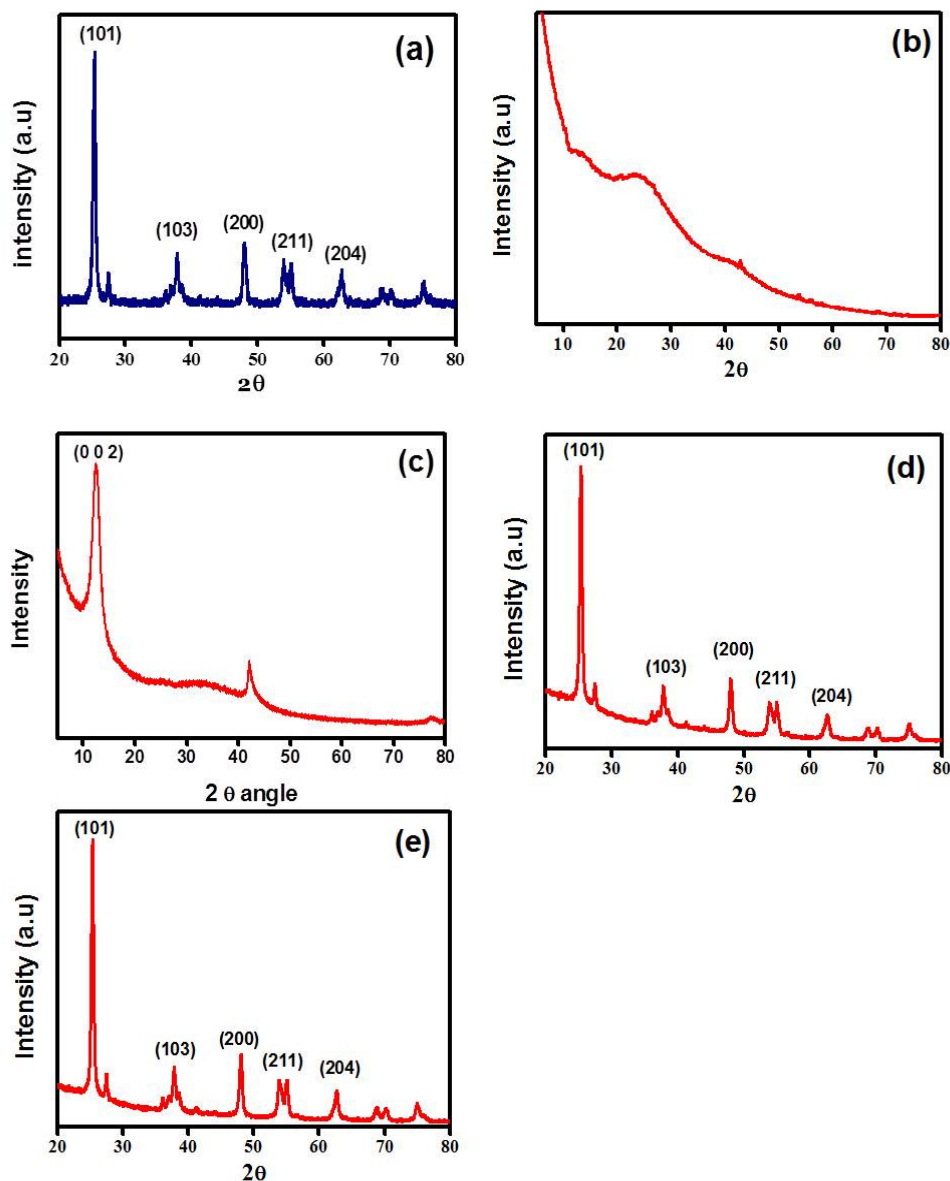 (a)
(101)
(103)
(200)
(211)
(204)
intensity (a.u)
20 30 40 50 60 70 80
2θ
(b)
Intensity (a.u)
10 20 30 40 50 60 70 80
2θ
(c)
(0 0 2)
Intensity
10 20 30 40 50 60 70 80
2 θ angle
(d)
(101)
(103)
(200)
(211)
(204)
Intensity (a.u)
20 30 40 50 60 70 80
2θ
(e)
(101)
(103)
(200)
(211)
(204)
Intensity (a.u)
20 30 40 50 60 70 80
2θ